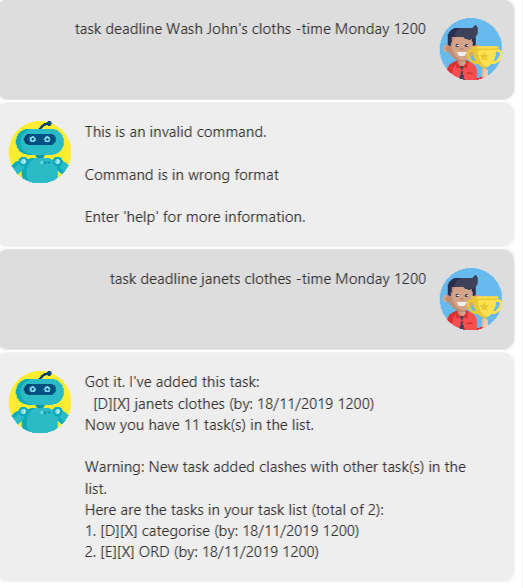 task deadline Wash John's cloths -time Monday 1200
This is an invalid command.
Command is in wrong format
Enter 'help' for more information.
task deadline janets clothes -time Monday 1200
Got it. I've added this task:
[D][X] janets clothes (by: 18/11/2019 1200)
Now you have 11 task(s) in the list.
Warning: New task added clashes with other task(s) in the
list.
Here are the tasks in your task list (total of 2):
1. [D][X] categorise (by: 18/11/2019 1200)
2. [E][X] ORD (by: 18/11/2019 1200)